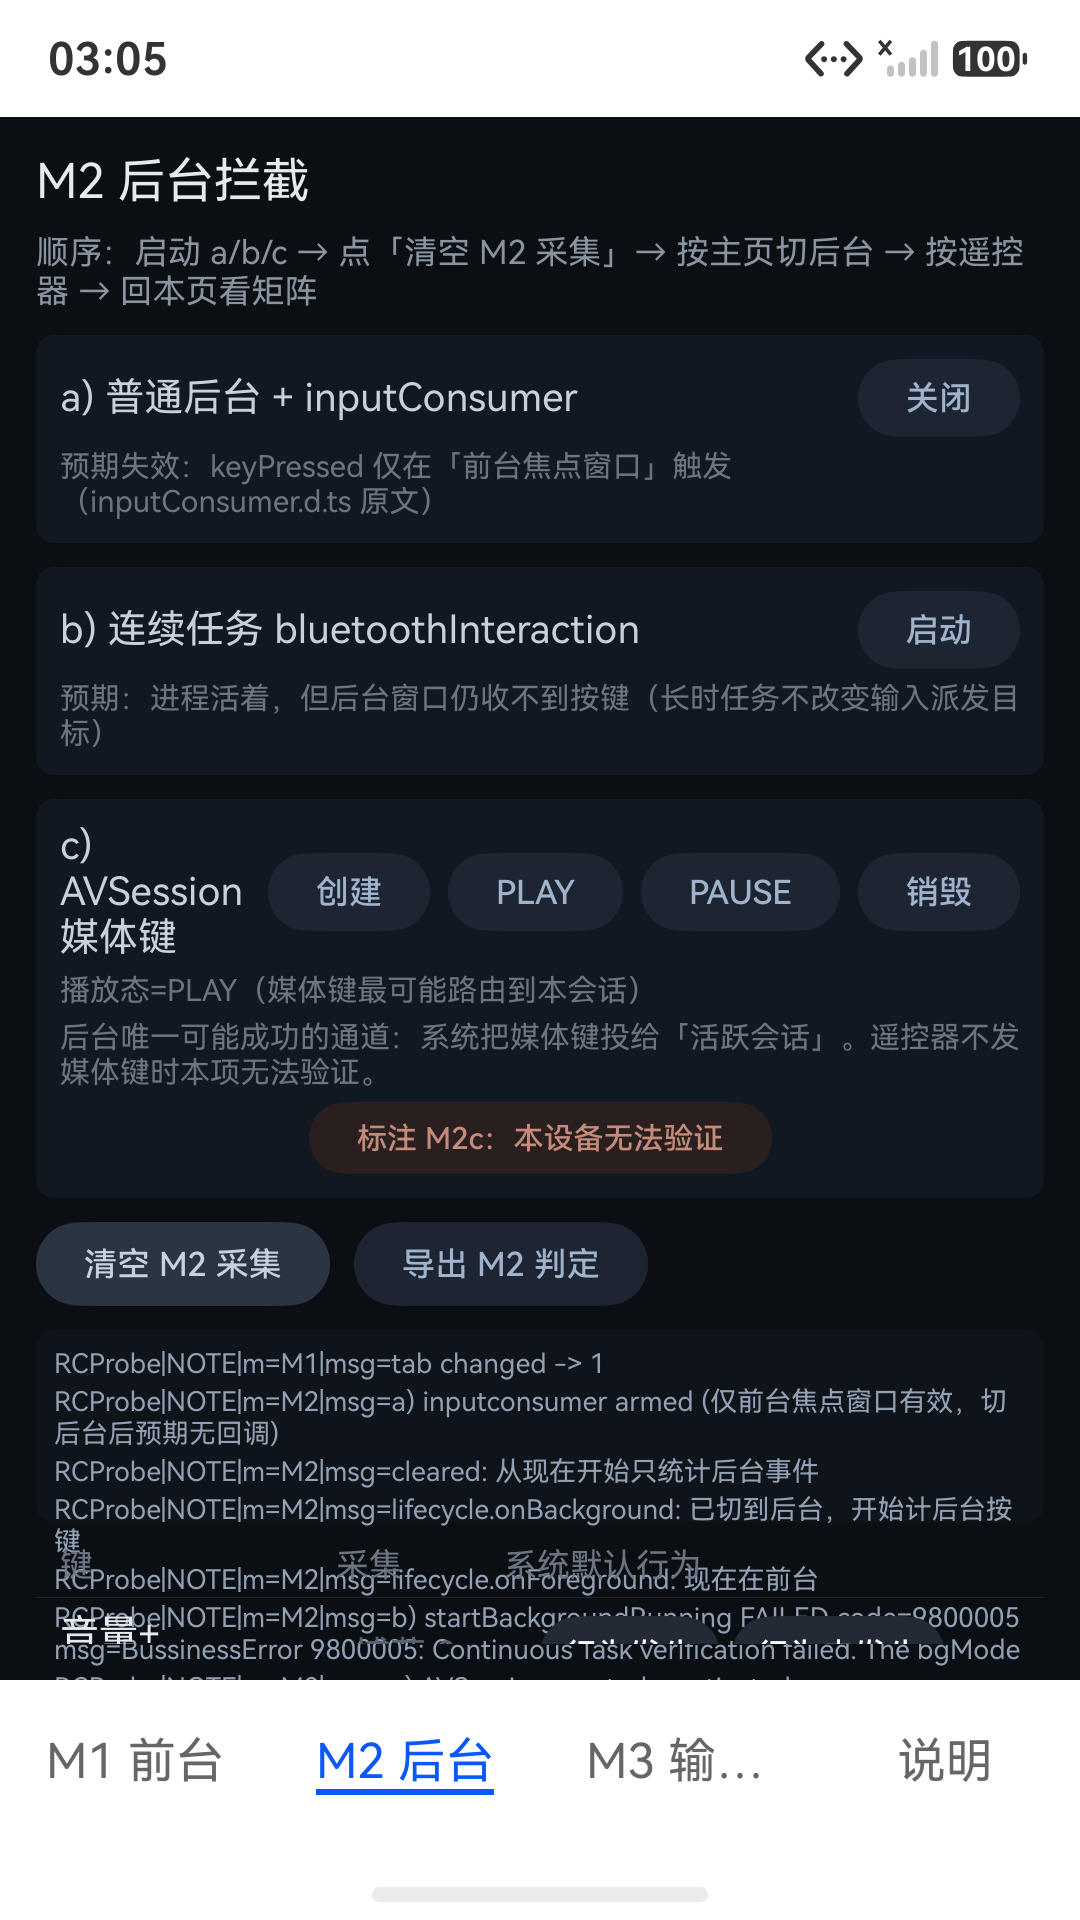 03:05
100
M2 后台拦截
顺序：启动 a/b/c → 点「清空 M2 采集」→ 按主页切后台 → 按遥控
器 → 回本页看矩阵
a) 普通后台 + inputConsumer
关闭
预期失效：keyPressed 仅在「前台焦点窗口」触发
（inputConsumer.d.ts 原文）
b) 连续任务 bluetoothInteraction
启动
预期：进程活着，但后台窗口仍收不到按键（长时任务不改变输入派发目
标）
c)
AVSession
媒体键
创建
PLAY
PAUSE
销毁
播放态=PLAY（媒体键最可能路由到本会话）
后台唯一可能成功的通道：系统把媒体键投给「活跃会话」。遥控器不发
媒体键时本项无法验证。
标注 M2c：本设备无法验证
清空 M2 采集
导出 M2 判定
RCProbe|NOTE|m=M1|msg=tab changed -> 1
RCProbe|NOTE|m=M2|msg=a) inputconsumer armed (仅前台焦点窗口有效，切
后台后预期无回调)
RCProbe|NOTE|m=M2|msg=cleared: 从现在开始只统计后台事件
RCProbe|NOTE|m=M2|msg=lifecycle.onBackground: 已切到后台，开始计后台按
键
键
采集
系统默认行为
RCProbe|NOTE|m=M2|msg=lifecycle.onForeground: 现在在前台
音量+
RCProbe|NOTE|m=M2|msg=b) startBackgroundRunning FAILED code=9800005
msg=BussinessError 9800005: Continuous Task verification failed. The bgMode
M1 前台
M2 后台
M3 输...
说明